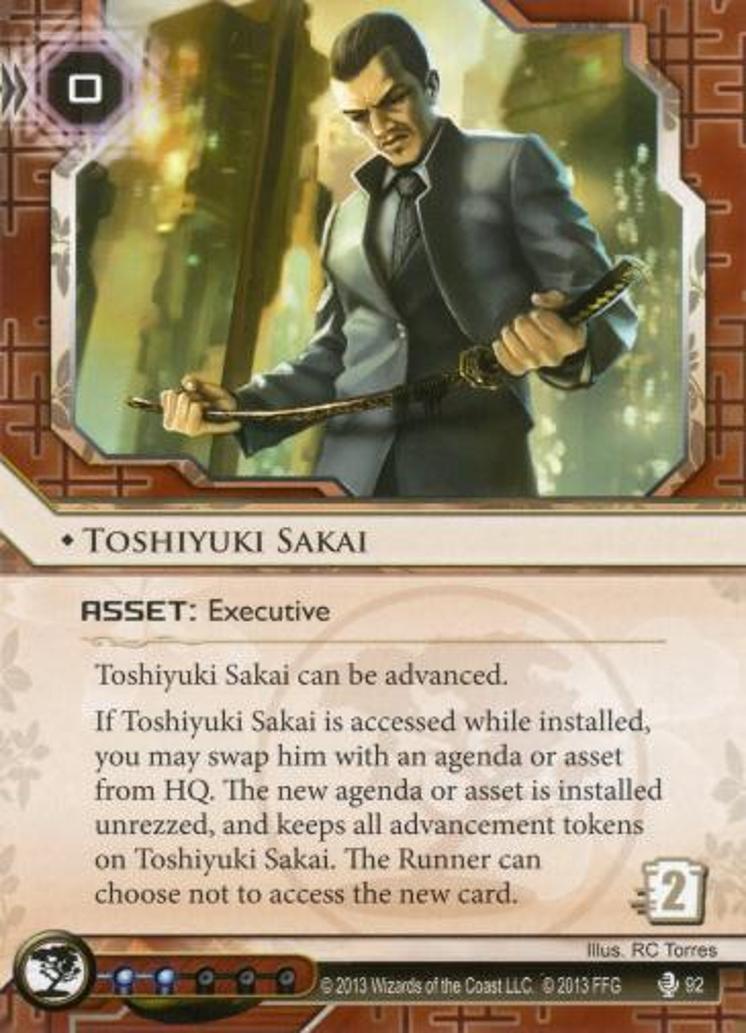 0
• TOSHIYUKI SAKAI
ASSET: Executive
Toshiyuki Sakai can be advanced.
If Toshiyuki Sakai is accessed while installed,
you may swap him with an agenda or asset
from HQ. The new agenda or asset is installed
unrezzed, and keeps all advancement tokens
on Toshiyuki Sakai. The Runner can
choose not to access the new card.
2
Illus. RC Torres
© 2013 Wizards of the Coast LLC. © 2013 FFG
92